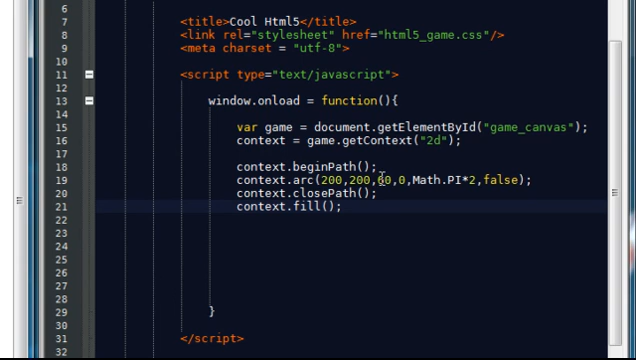 6
7 <title>Cool Html5</title>
8 <link rel="stylesheet" href="html5_game.css"/>
9 <meta charset = "utf-8">
10
11 <script type="text/javascript">
12
13 window.onload = function(){
14
15 var game = document.getElementById("game_canvas");
16 context = game.getContext("2d");
17
18 context.beginPath();
19 context.arc(200,200,60,0,Math.PI*2,false);
20 context.closePath();
21 context.fill();
22
23
24
25
26
27
28
29 }
30
31 </script>
32